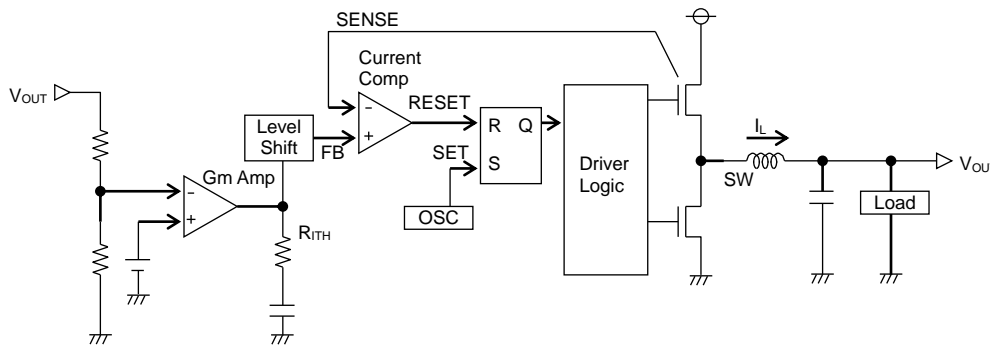 SENSE
Current
Comp
VOUT
RESET
R Q
Level
Shift
- 
+
FB
SET
S
Driver
Logic
IL
Gm Amp
-
+
SW
VOU
OSC
Load
RITH